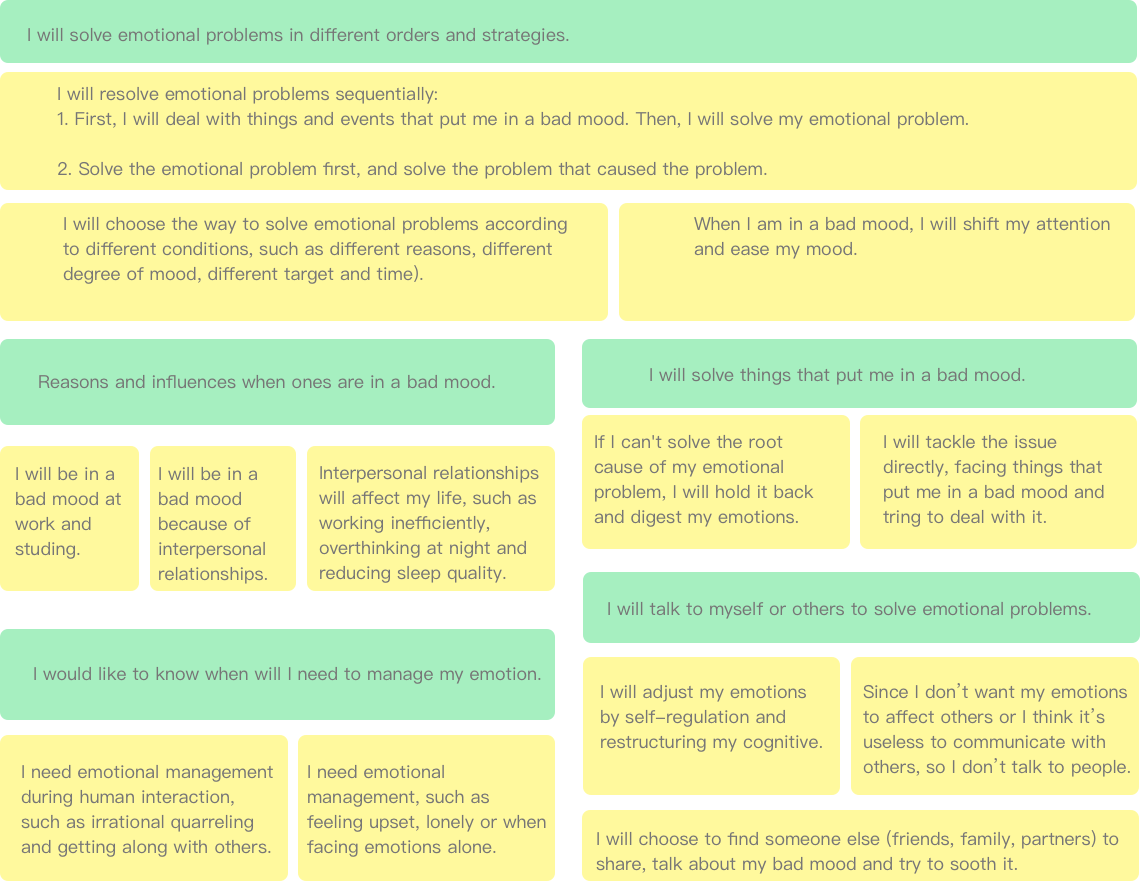 I will solve emotional problems in different orders and strategies.
I will resolve emotional problems sequentially:
1. First, I will deal with things and events that put me in a bad mood. Then, I will solve my emotional problem.
2. Solve the emotional problem first, and solve the problem that caused the problem.
I will choose the way to solve emotional problems according
to different conditions, such as different reasons, different
degree of mood, different target and time).
When I am in a bad mood, I will shift my attention
and ease my mood.
Reasons and influences when ones are in a bad mood.
I will be in a
bad mood at
work and
studing.
I will be in a
bad mood
because of
interpersonal
relationships.
Interpersonal relationships
will affect my life, such as
working inefficiently,
overthinking at night and
reducing sleep quality.
I would like to know when will I need to manage my emotion.
I need emotional management
during human interaction,
such as irrational quarreling
and getting along with others.
I need emotional
management, such as
feeling upset, lonely or when
facing emotions alone.
I will solve things that put me in a bad mood.
If I can't solve the root
cause of my emotional
problem, I will hold it back
and digest my emotions.
I will tackle the issue
directly, facing things that
put me in a bad mood and
tring to deal with it.
I will talk to myself or others to solve emotional problems.
I will adjust my emotions
by self-regulation and
restructuring my cognitive.
Since I don't want my emotions
to affect others or I think it's
useless to communicate with
others, so I don't talk to people.
I will choose to find someone else (friends, family, partners) to
share, talk about my bad mood and try to sooth it.